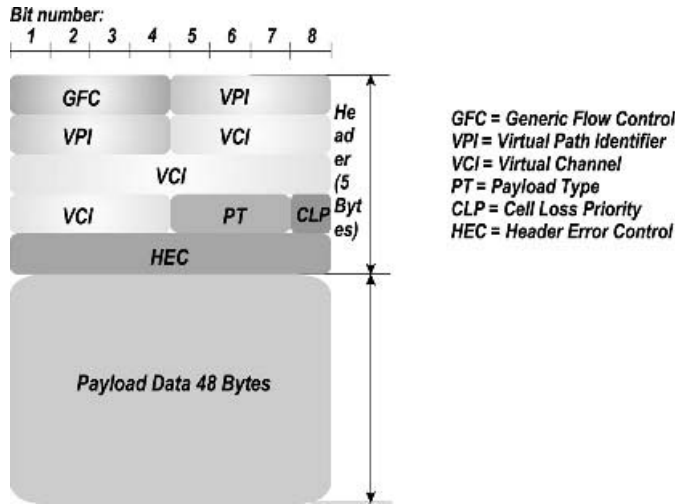 Bit number:
1 2 3 4 5 6 7 8
GFC VPI
VPI VCI
VCI
VCI PT CLP
HEC
He
ad
er
(5
Byt
es)
Payload Data 48 Bytes
GFC = Generic Flow Control
VPI = Virtual Path Identifier
VCI = Virtual Channel
PT = Payload Type
CLP = Cell Loss Priority
HEC = Header Error Control